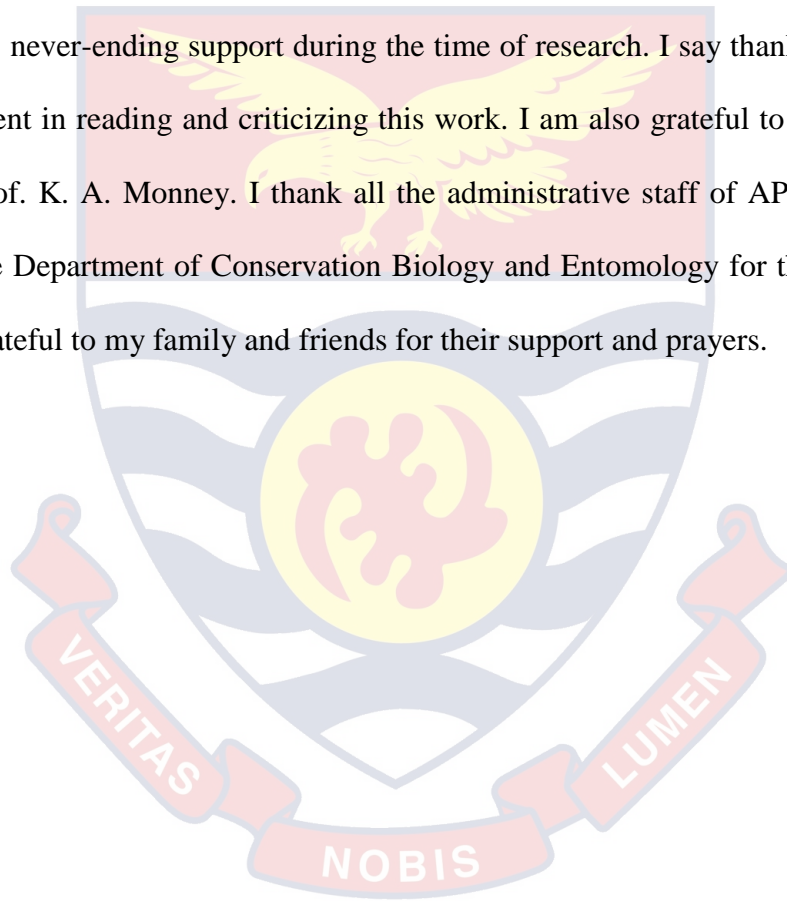 never-ending support during the time of research. I say thank
ent in reading and criticizing this work. I am also grateful to
of. K. A. Monney. I thank all the administrative staff of AP
e Department of Conservation Biology and Entomology for th
ateful to my family and friends for their support and prayers.
VERITAS
NOBIS
LUMEN